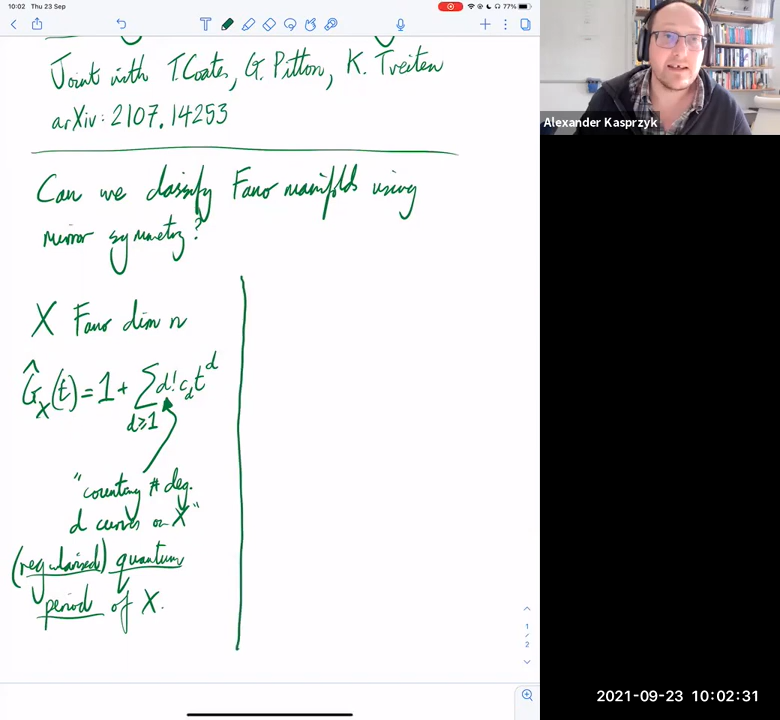 10:02 Thu 23 Sep
77%
Joint with T.Coates, G. Pitton, K. Tveiten
arXiv: 2107.14253
Can we classify Fano manifolds using
mirror symmetry?
X Fano dim n
Ĝ_X(t) = 1 + Σ_{d≥1} d! c_d t^d
"counting # deg.
d curves on X"
(regularised) quantum
period of X.
1
/
2
Alexander Kasprzyk
2021-09-23 10:02:31